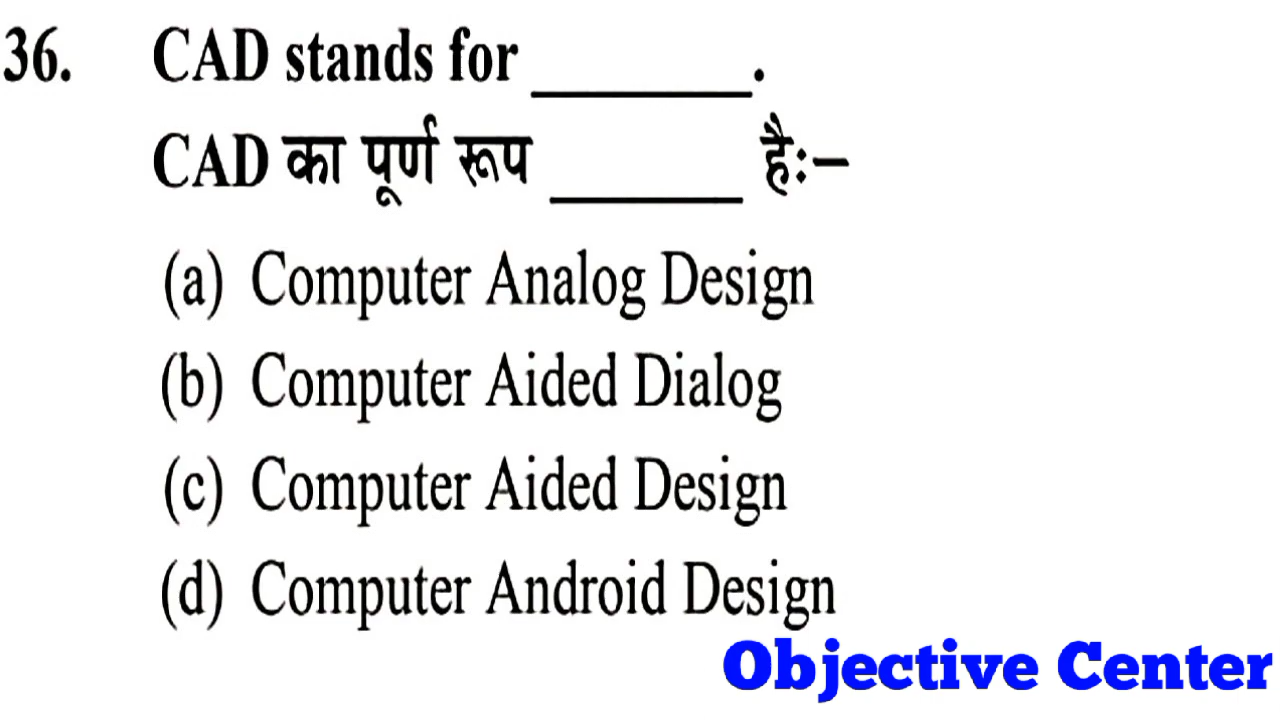 36. CAD stands for ________.
CAD का पूर्ण रूप ________ है:–
(a) Computer Analog Design
(b) Computer Aided Dialog
(c) Computer Aided Design
(d) Computer Android Design
Objective Center